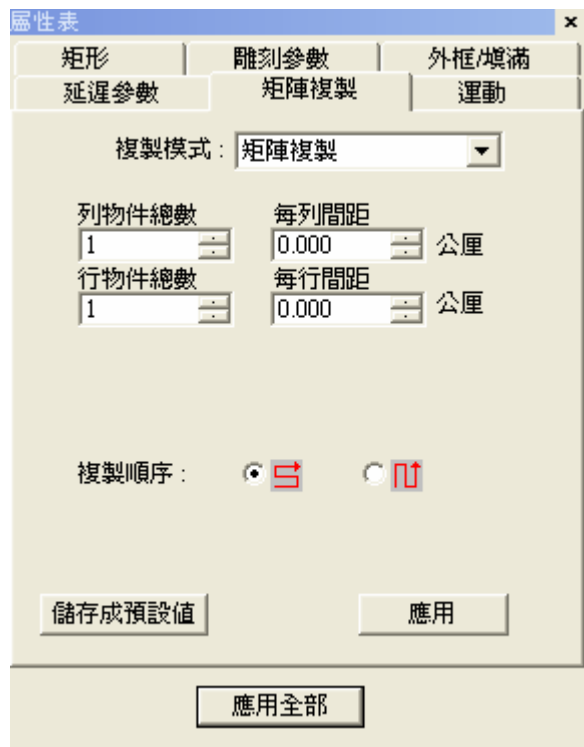 屬性表
矩形 雕刻參數 外框/填滿
延遲參數 矩陣複製 運動
複製模式 : 矩陣複製
列物件總數 每列間距
1 0.000 公厘
行物件總數 每行間距
1 0.000 公厘
複製順序 :
儲存成預設值 應用
應用全部